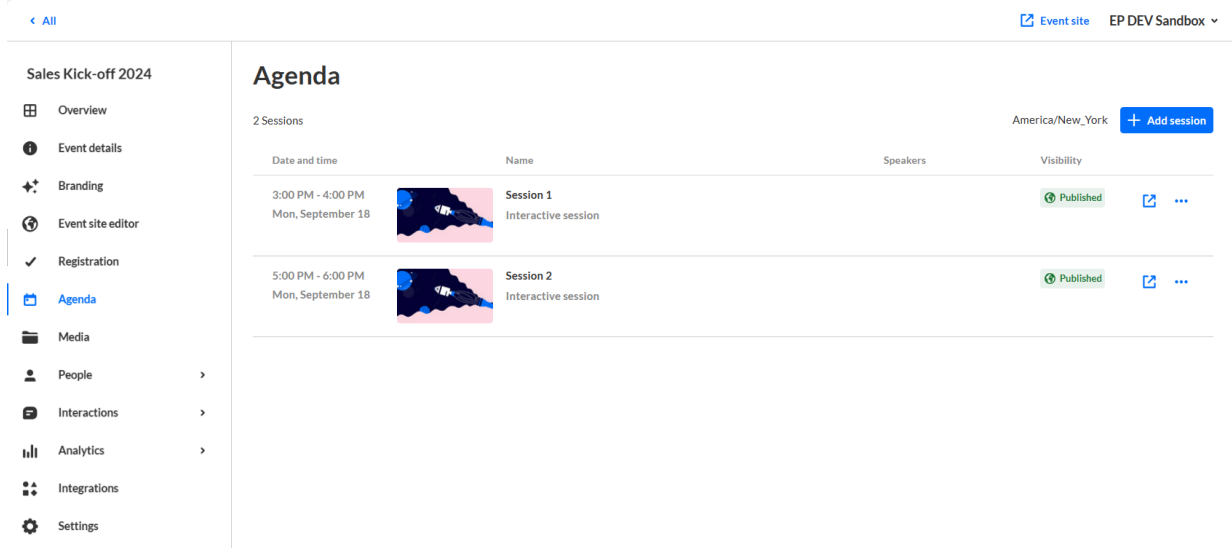 All
Event site EP DEV Sandbox
Sales Kick-off 2024
Overview
Event details
Branding
Event site editor
Registration
Agenda
Media
People
Interactions
Analytics
Integrations
Settings
Agenda
2 Sessions
America/New_York + Add session
Date and time Name Speakers Visibility
3:00 PM - 4:00 PM Session 1 Published
Mon, September 18 Interactive session
5:00 PM - 6:00 PM Session 2 Published
Mon, September 18 Interactive session